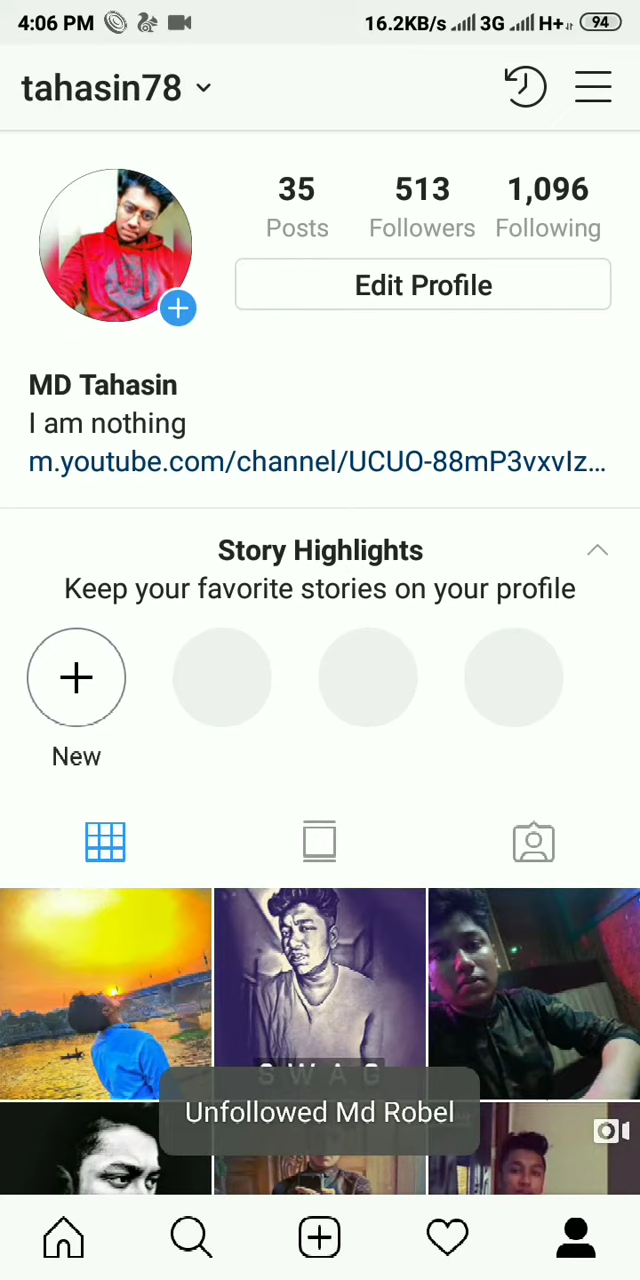 4:06 PM 16.2KB/s 3G H+ 94
tahasin78
35 513 1,096
Posts Followers Following
Edit Profile
MD Tahasin
I am nothing
m.youtube.com/channel/UCUO-88mP3vxvIz...
Story Highlights
Keep your favorite stories on your profile
New
SWAG
Unfollowed Md Robel